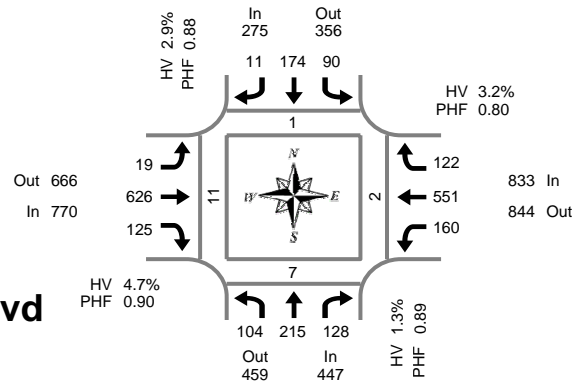 In Out
275 356
HV 2.9%
PHF 0.88
11 174 90
HV 3.2%
PHF 0.80
1
19
122
N
Out 666
626
11
W E
2
551
833 In
In 770
844 Out
125
S
160
7
HV 4.7%
PHF 0.90
vd
104 215 128
Out In
459 447
HV 1.3%
PHF 0.89